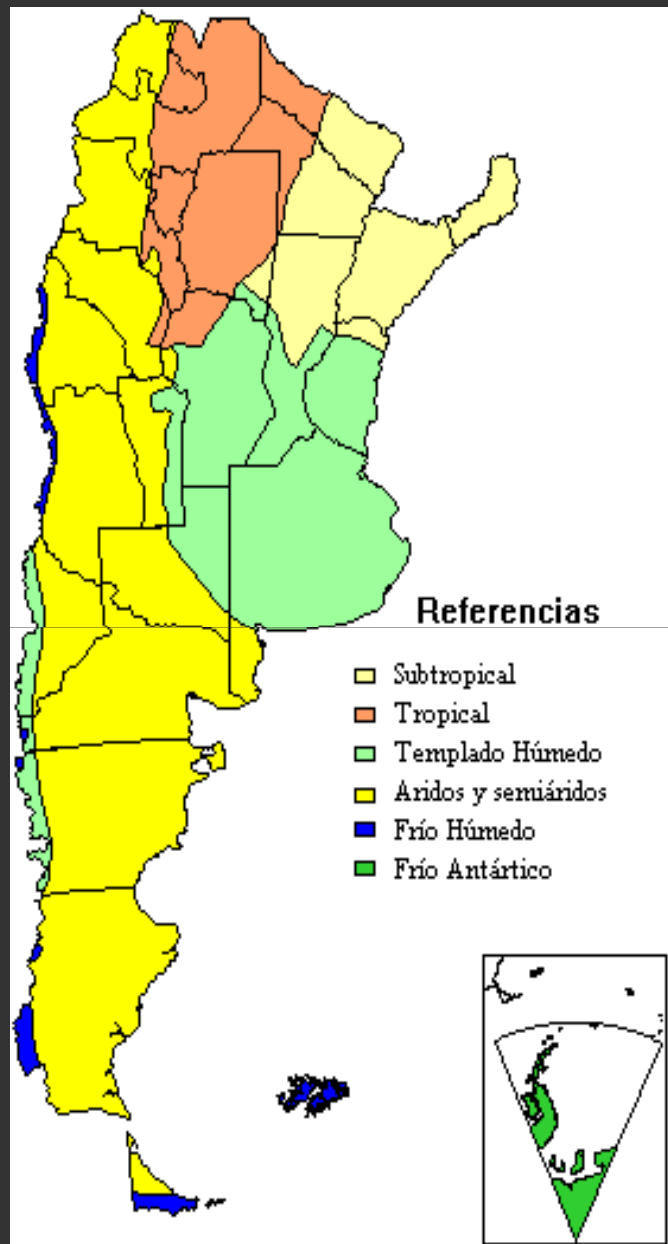 Referencias
Subtropical
Tropical
Templado Húmedo
Aridos y semiáridos
Frío Húmedo
Frío Antártico